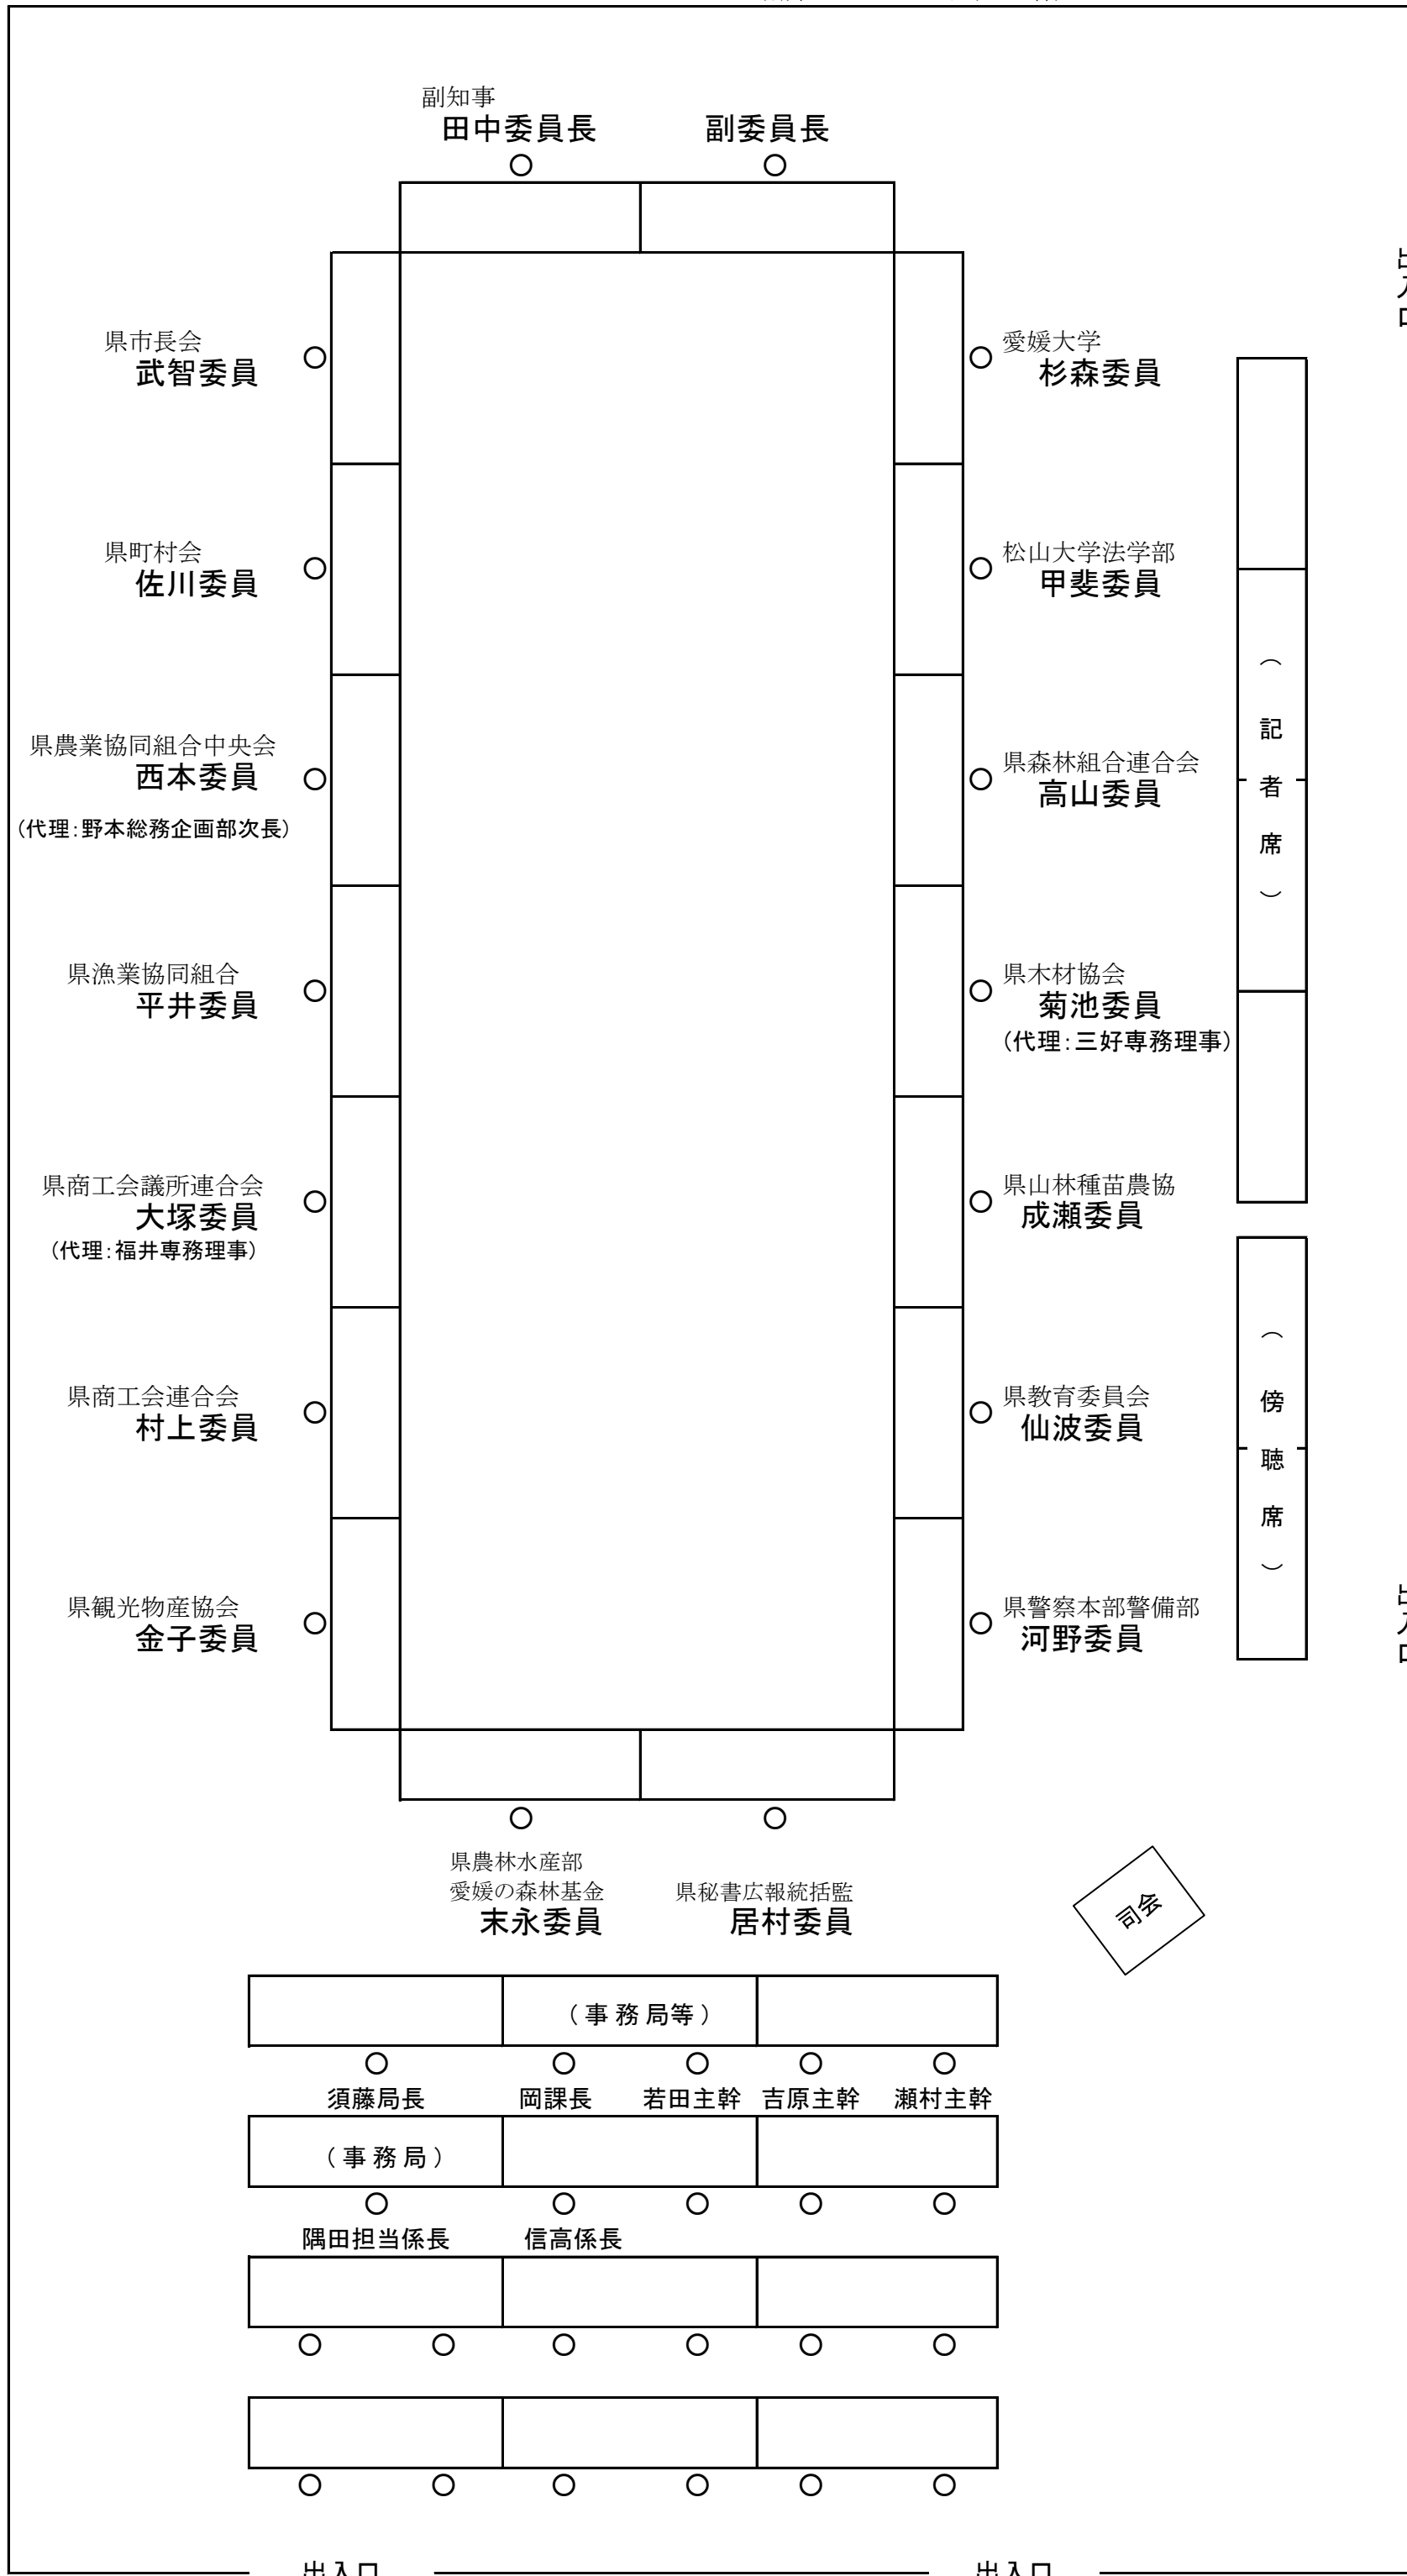 副知事
田中委員長
副委員長
県市長会
武智委員
愛媛大学
杉森委員
県町村会
佐川委員
松山大学法学部
甲斐委員
県農業協同組合中央会
西本委員
（代理：野本総務企画部次長）
県森林組合連合会
高山委員
県漁業協同組合
平井委員
県木材協会
菊池委員
（代理：三好専務理事）
県商工会議所連合会
大塚委員
（代理：福井専務理事）
県山林種苗農協
成瀬委員
県商工会連合会
村上委員
県教育委員会
仙波委員
県観光物産協会
金子委員
県警察本部警備部
河野委員
出入口
（記者席）
（傍聴席）
出入口
県農林水産部
愛媛の森林基金
末永委員
県秘書広報統括監
居村委員
司会
（事務局等）
須藤局長
岡課長
若田主幹
吉原主幹
瀬村主幹
（事務局）
隅田担当係長
信高係長
出入口
出入口